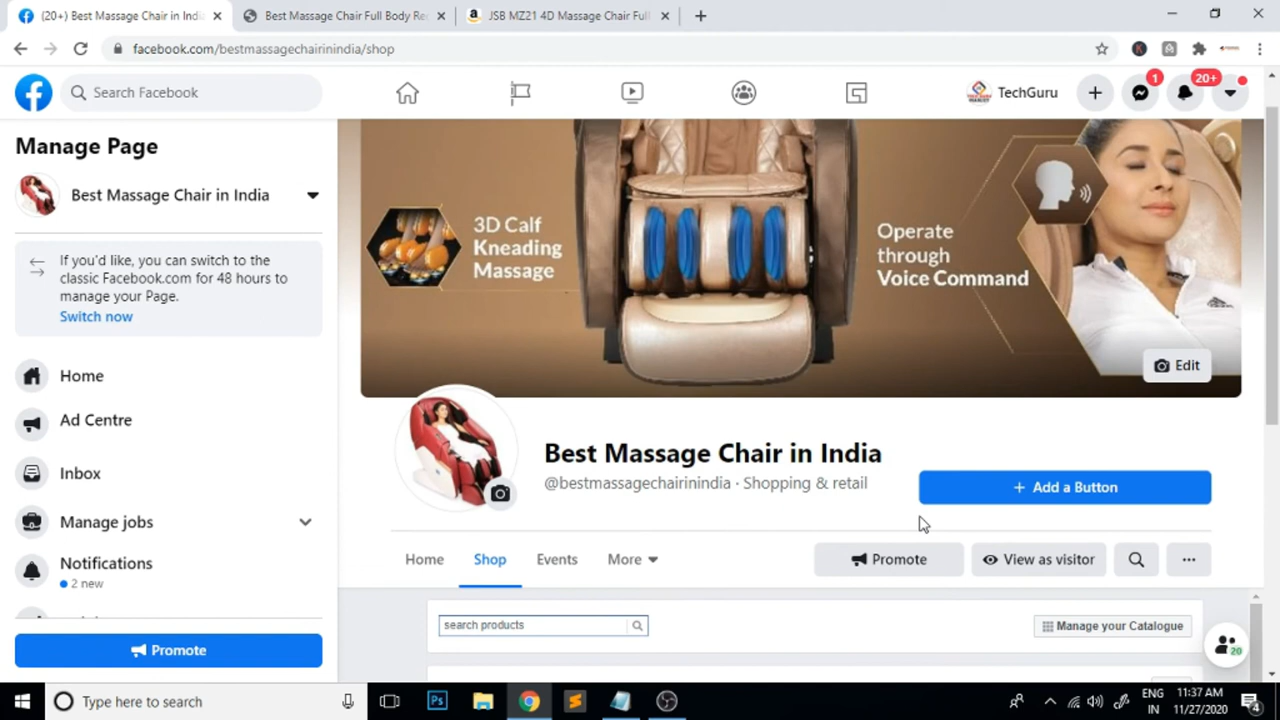 (20+) Best Massage Chair in Indi
Best Massage Chair Full Body Re
JSB MZ21 4D Massage Chair Full
facebook.com/bestmassagechairinindia/shop
Search Facebook
TechGuru
1
20+
Manage Page
Best Massage Chair in India
If you'd like, you can switch to the
classic Facebook.com for 48 hours to
manage your Page.
Switch now
Home
Ad Centre
Inbox
Manage jobs
Notifications
2 new
Promote
3D Calf
Kneading
Massage
Operate
through
Voice Command
Edit
Best Massage Chair in India
@bestmassagechairinindia · Shopping & retail
+ Add a Button
Home
Shop
Events
More
Promote
View as visitor
search products
Manage your Catalogue
20
Type here to search
ENG
IN
11:37 AM
11/27/2020
4